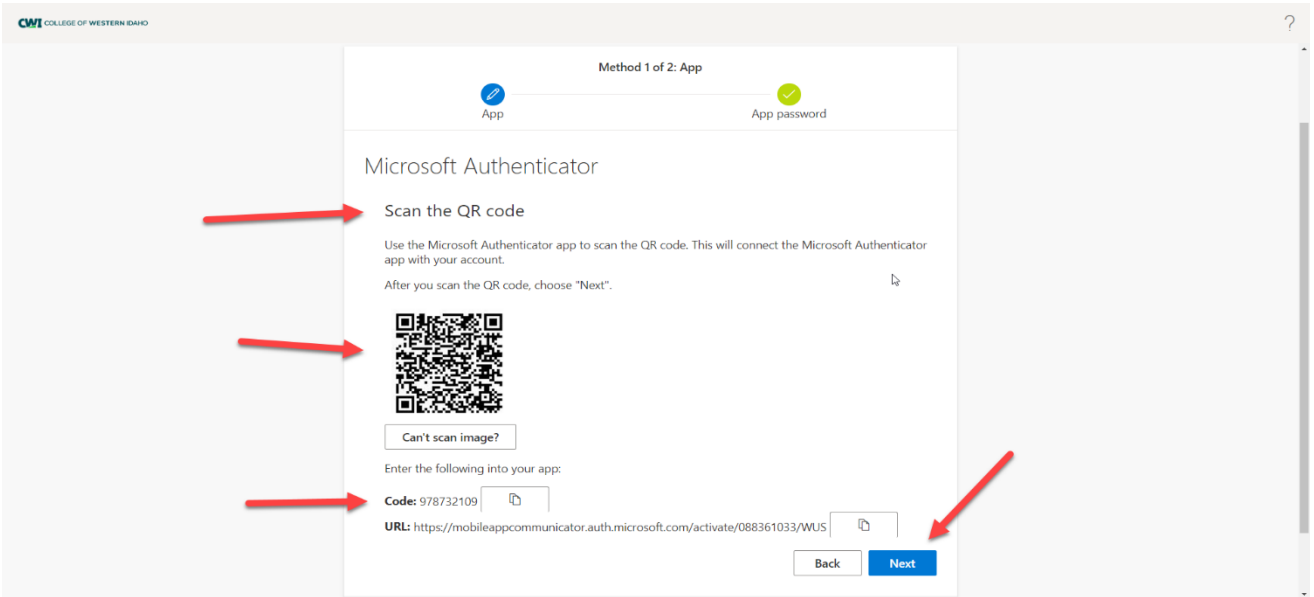 CWI COLLEGE OF WESTERN IDAHO
?
Method 1 of 2: App
App
App password
Microsoft Authenticator
Scan the QR code
Use the Microsoft Authenticator app to scan the QR code. This will connect the Microsoft Authenticator
app with your account.
After you scan the QR code, choose "Next".
Can't scan image?
Enter the following into your app:
Code: 978732109
URL: https://mobileappcommunicator.auth.microsoft.com/activate/088361033/WUS
Back
Next